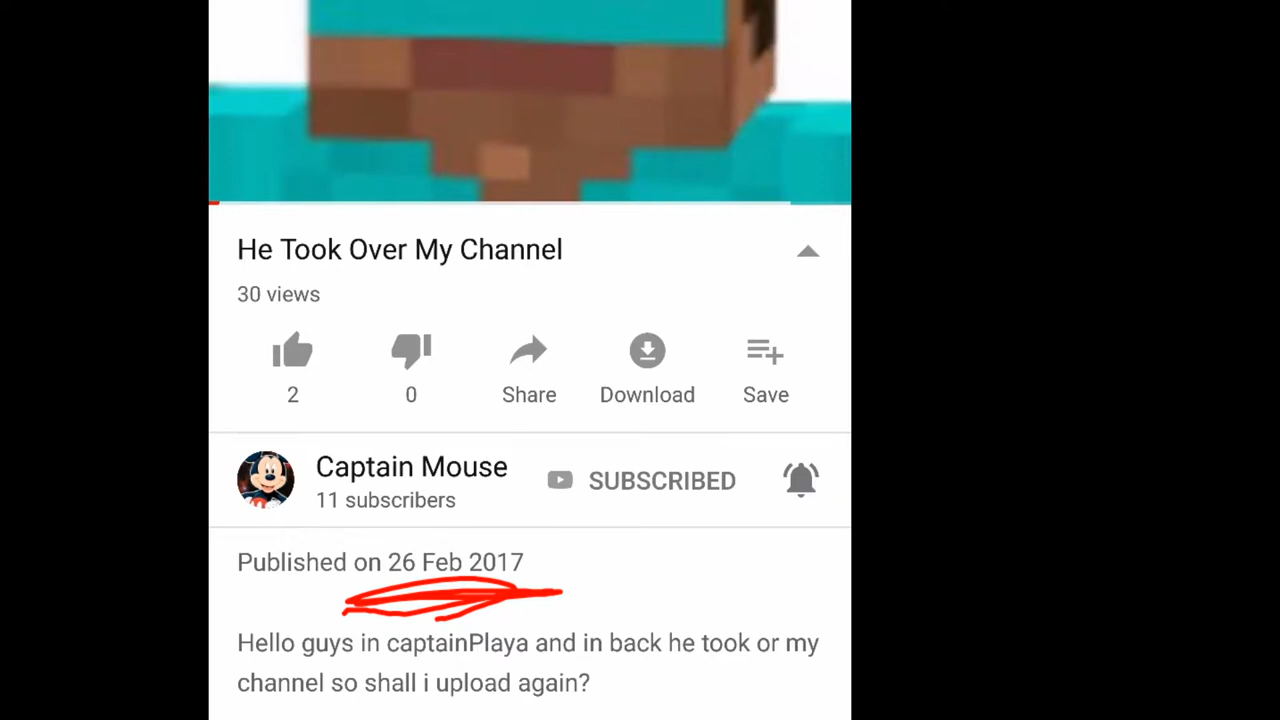 He Took Over My Channel
30 views
2 0 Share Download Save
Captain Mouse SUBSCRIBED
11 subscribers
Published on 26 Feb 2017
Hello guys in captainPlaya and in back he took or my
channel so shall i upload again?